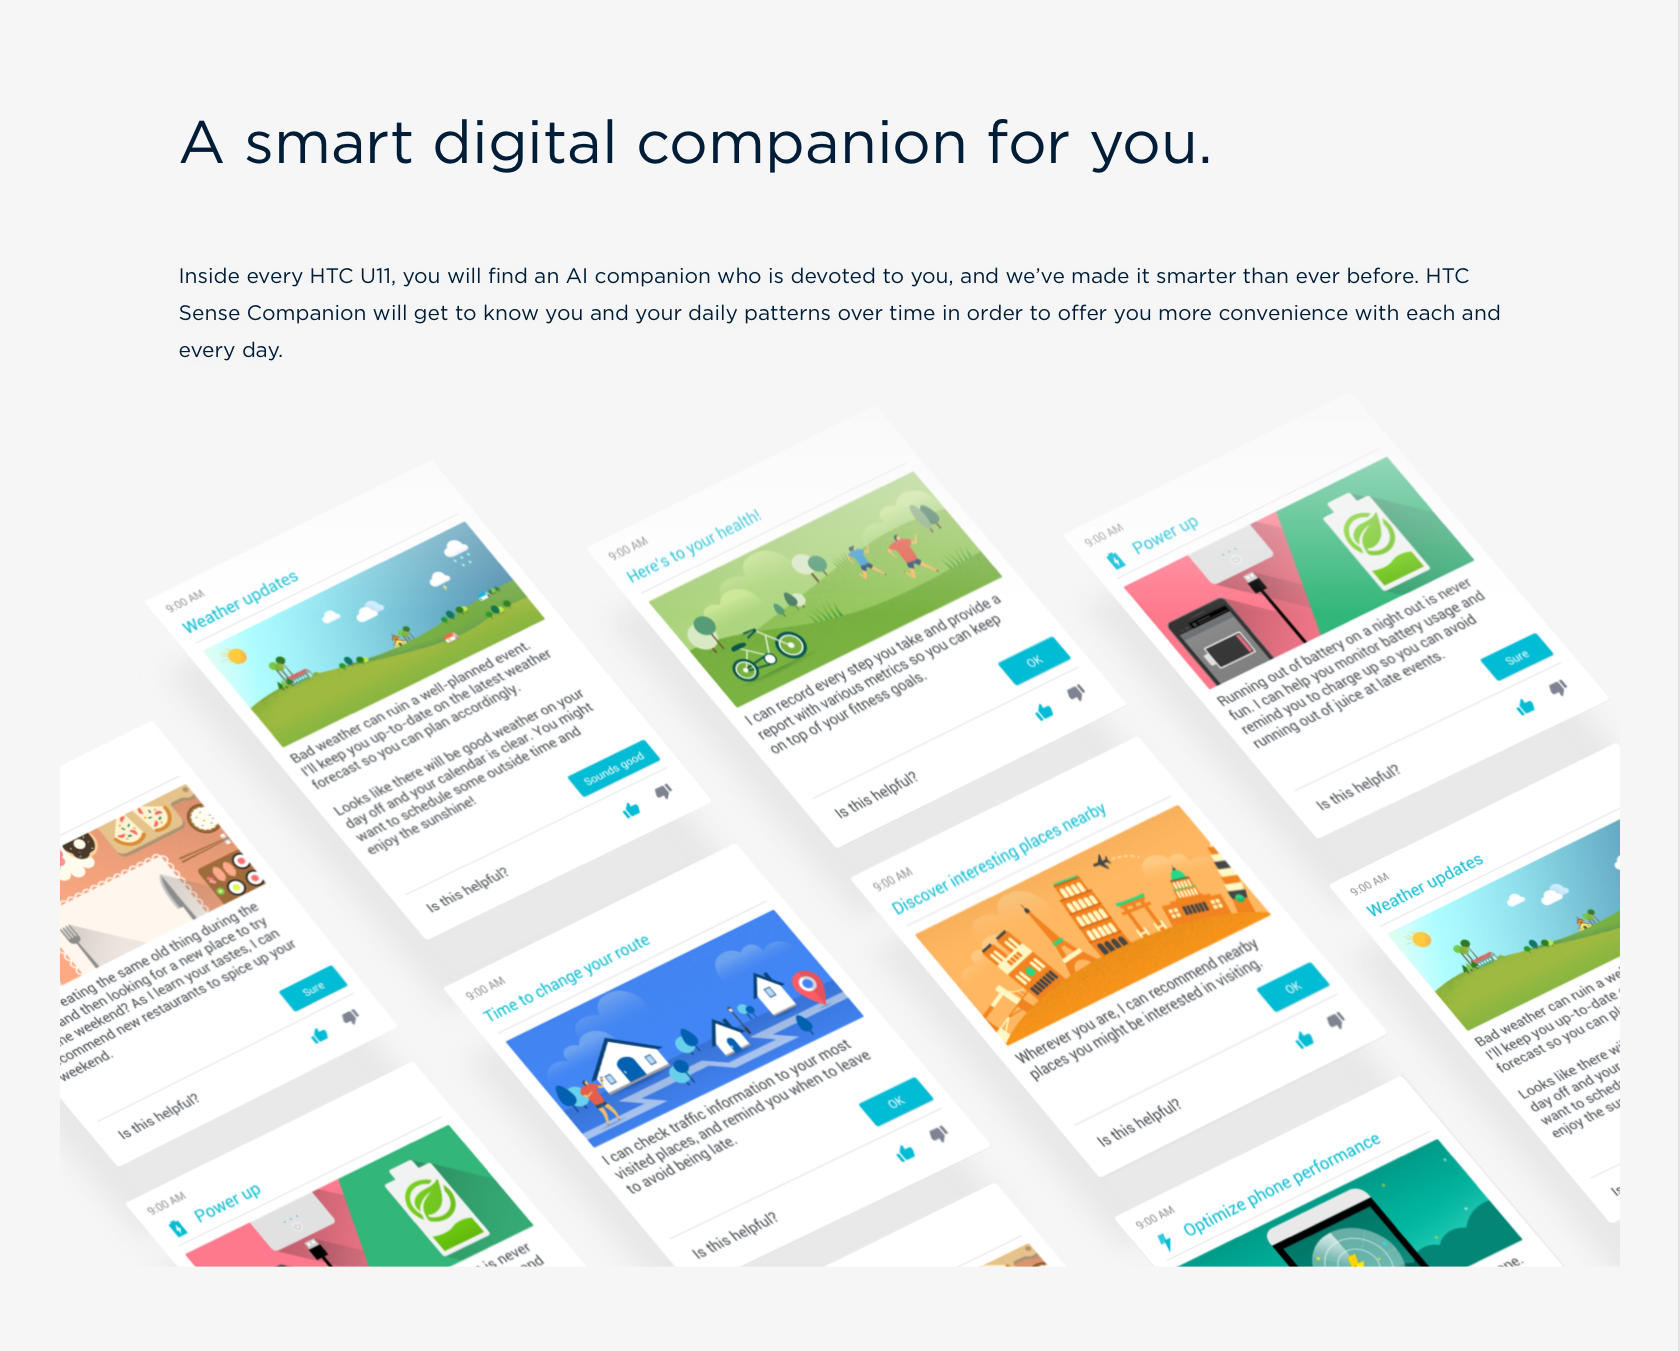 A smart digital companion for you.
Inside every HTC U11, you will find an AI companion who is devoted to you, and we’ve made it smarter than ever before. HTC
Sense Companion will get to know you and your daily patterns over time in order to offer you more convenience with each and
every day.
9:00 AM
Weather updates
Bad weather can ruin a well-planned event.
I'll keep you up-to-date on the latest weather
forecast so you can plan accordingly.
Looks like there will be good weather on your
day off and your calendar is clear. You might
want to schedule some outside time and
enjoy the sunshine!
Sounds good
Is this helpful?
9:00 AM
Here's to your health!
I can record every step you take and provide a
report with various metrics so you can keep
on top of your fitness goals.
OK
Is this helpful?
9:00 AM
Power up
Running out of battery on a night out is never
fun. I can help you monitor battery usage and
remind you to charge up so you can avoid
running out of juice at late events.
Sure
Is this helpful?
eating the same old thing during the
and then looking for a new place to try
he weekend? As I learn your tastes, I can
commend new restaurants to spice up your
weekend.
Sure
Is this helpful?
9:00 AM
Time to change your route
I can check traffic information to your most
visited places, and remind you when to leave
to avoid being late.
OK
Is this helpful?
9:00 AM
Discover interesting places nearby
Wherever you are, I can recommend nearby
places you might be interested in visiting.
OK
Is this helpful?
9:00 AM
Weather updates
Bad weather can ruin a we
I'll keep you up-to-date
forecast so you can pl
Looks like there wi
day off and your
want to sched
enjoy the su
Is
9:00 AM
Power up
is never
nd
9:00 AM
Optimize phone performance
one.